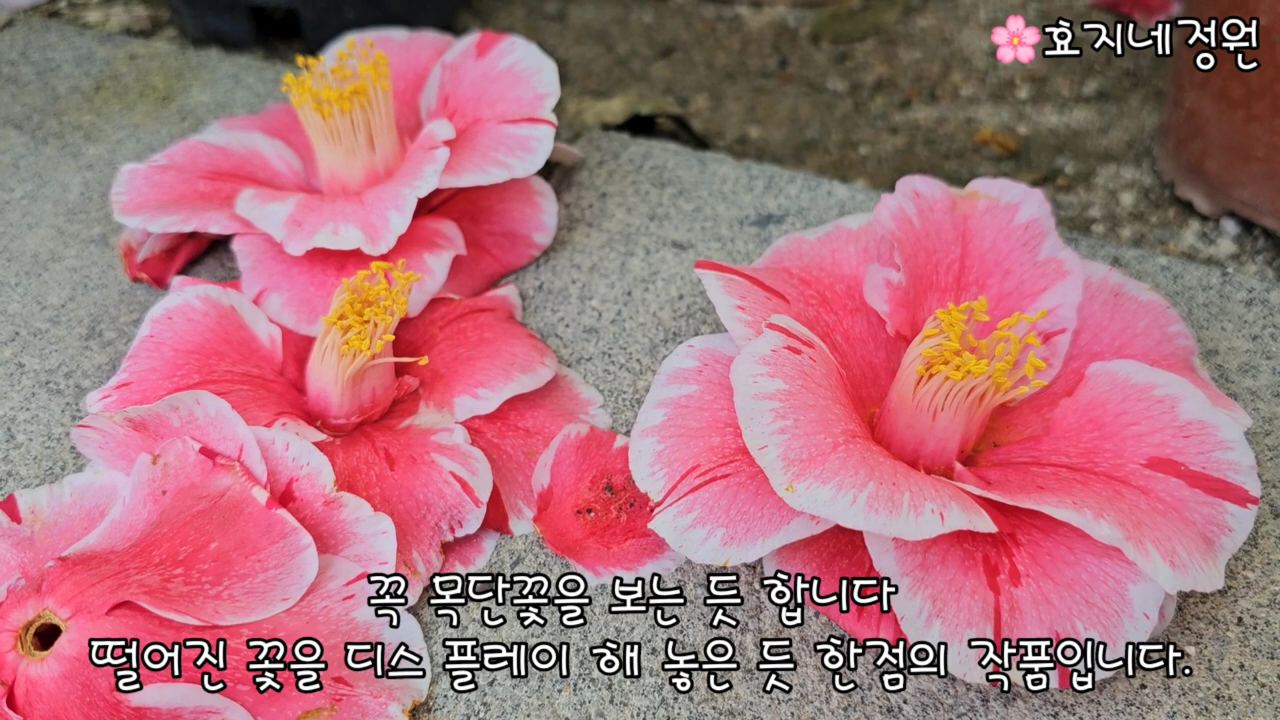 🌸효지네정원
꼭 목단꽃을 보는 듯 합니다
떨어진 꽃을 디스 플레이 해 놓은 듯 한점의 작품입니다.